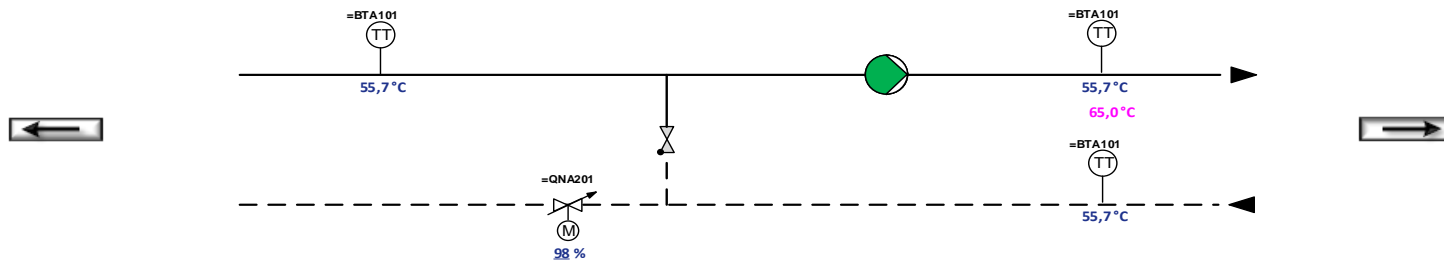 =BTA101
TT
55,7°C
=BTA101
TT
55,7°C
65,0°C
=QNA201
M
98 %
=BTA101
TT
55,7°C